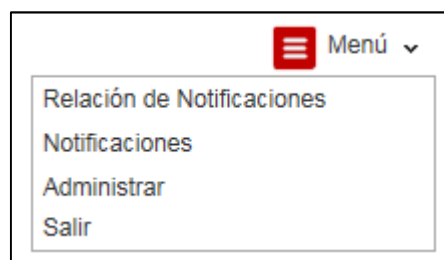 Menú
Relación de Notificaciones
Notificaciones
Administrar
Salir